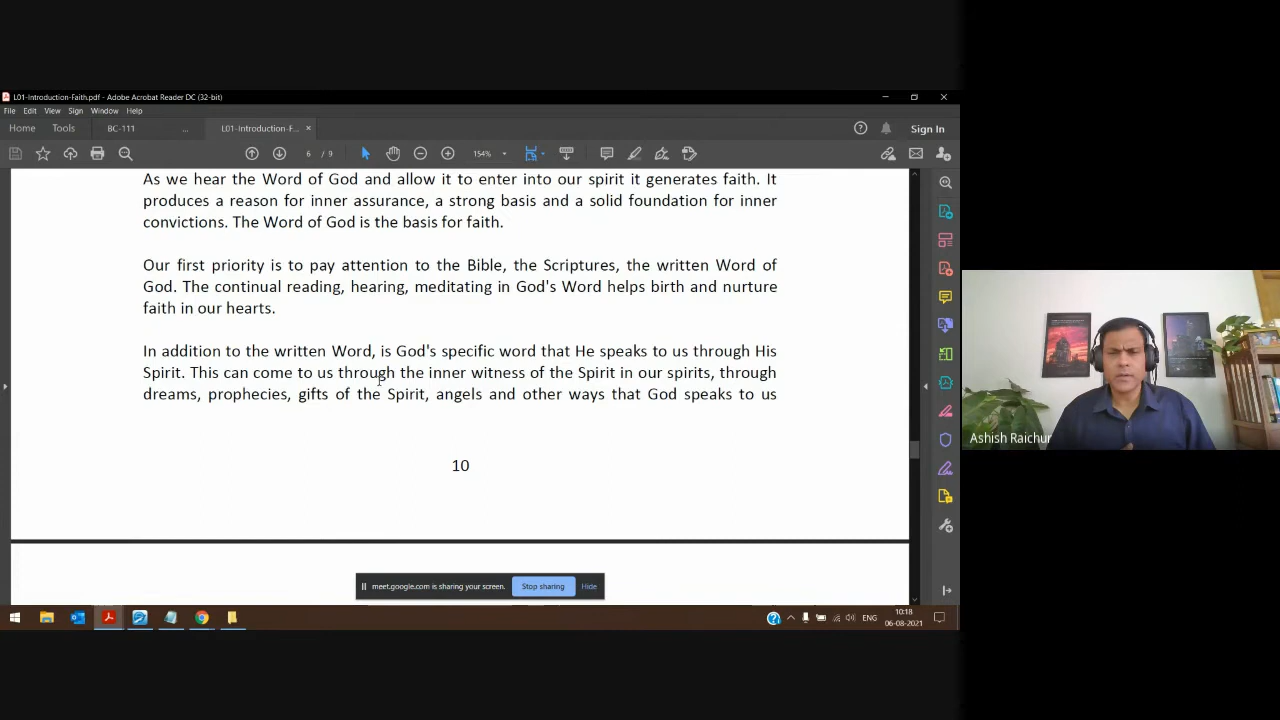 L01-Introduction-Faith.pdf - Adobe Acrobat Reader DC (32-bit)
File Edit View Sign Window Help
Home Tools BC-111 ... L01-Introduction-F... × Sign In
6 / 9 154%
As we hear the Word of God and allow it to enter into our spirit it generates faith. It
produces a reason for inner assurance, a strong basis and a solid foundation for inner
convictions. The Word of God is the basis for faith.
Our first priority is to pay attention to the Bible, the Scriptures, the written Word of
God. The continual reading, hearing, meditating in God's Word helps birth and nurture
faith in our hearts.
In addition to the written Word, is God's specific word that He speaks to us through His
Spirit. This can come to us through the inner witness of the Spirit in our spirits, through
dreams, prophecies, gifts of the Spirit, angels and other ways that God speaks to us
10
Ashish Raichur
meet.google.com is sharing your screen. Stop sharing Hide
ENG
10:18
06-08-2021